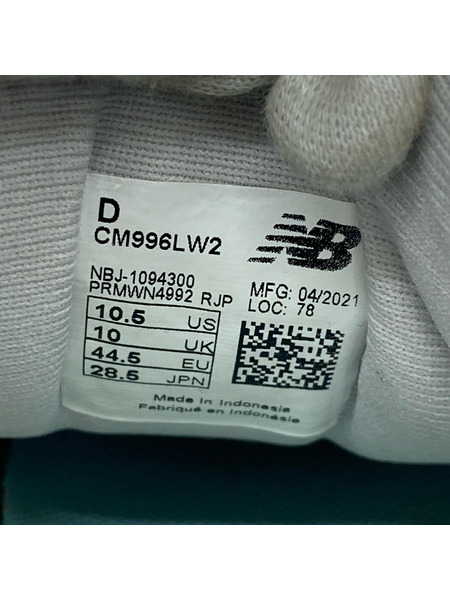 D
CM996LW2
NB
NBJ-1094300
PRMWN4992 RJP
MFG: 04/2021
LOC: 78
10.5 US
10 UK
44.5 EU
28.5 JPN
Made in Indonesia
Fabriqué en Indonésie